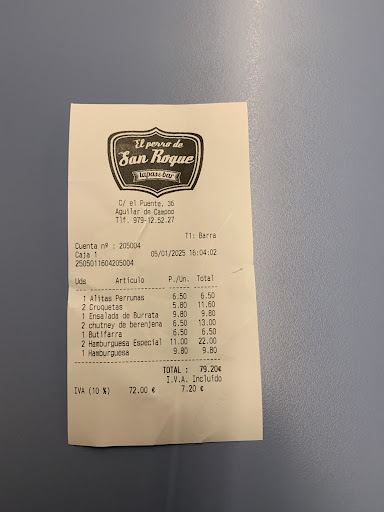 El perro de
San Roque
tapas & bar
C/ el Puente, 36
Aguilar de Campoo
Tlf. 979-12.52.27
T1: Barra
Cuenta nº : 205004
Caja 1 05/01/2025 16:04:02
2505011604205004
Uds Artículo P./Un. Total
1 Alitas Perrunas 6.50 6.50
2 Croquetas 5.80 11.60
1 Ensalada de Burrata 9.80 9.80
2 chutney de berenjena 6.50 13.00
1 Butifarra 6.50 6.50
2 Hamburguesa Especial 11.00 22.00
1 Hamburguesa 9.80 9.80
TOTAL : 79.20€
I.V.A. Incluido
IVA (10 %) 72.00 € 7.20 €